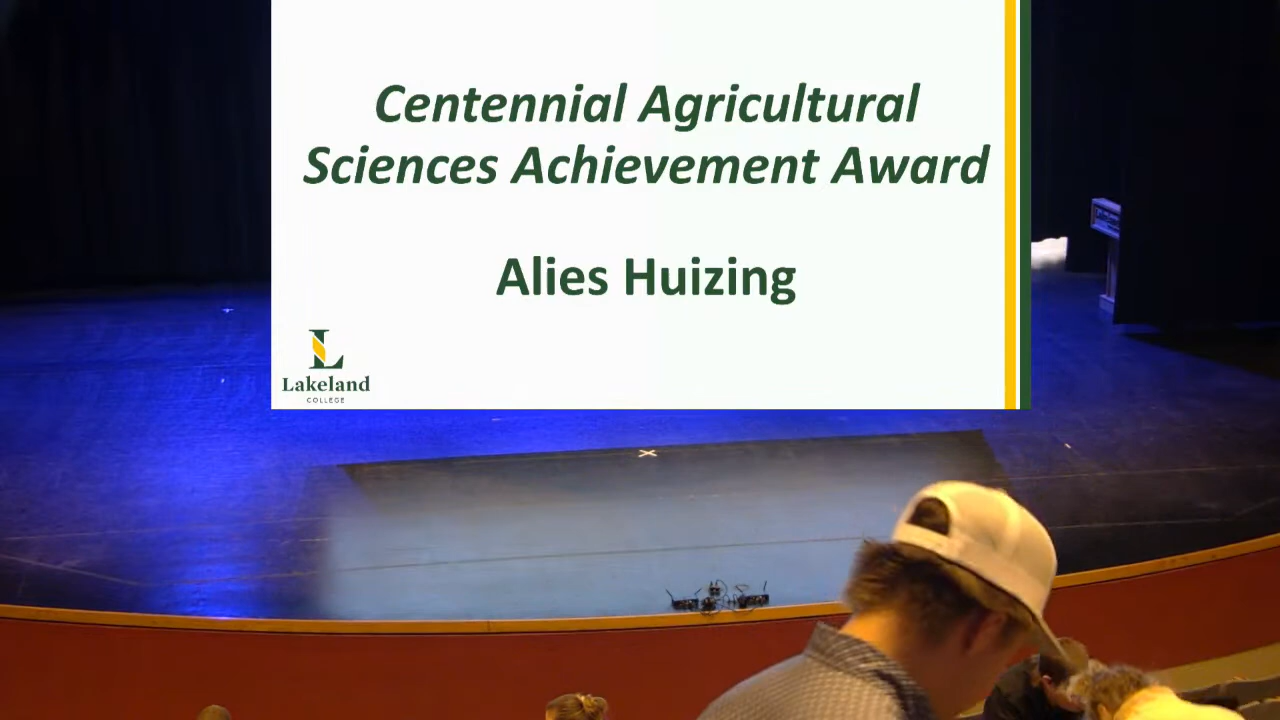 Centennial Agricultural
Sciences Achievement Award
Alies Huizing
Lakeland
COLLEGE